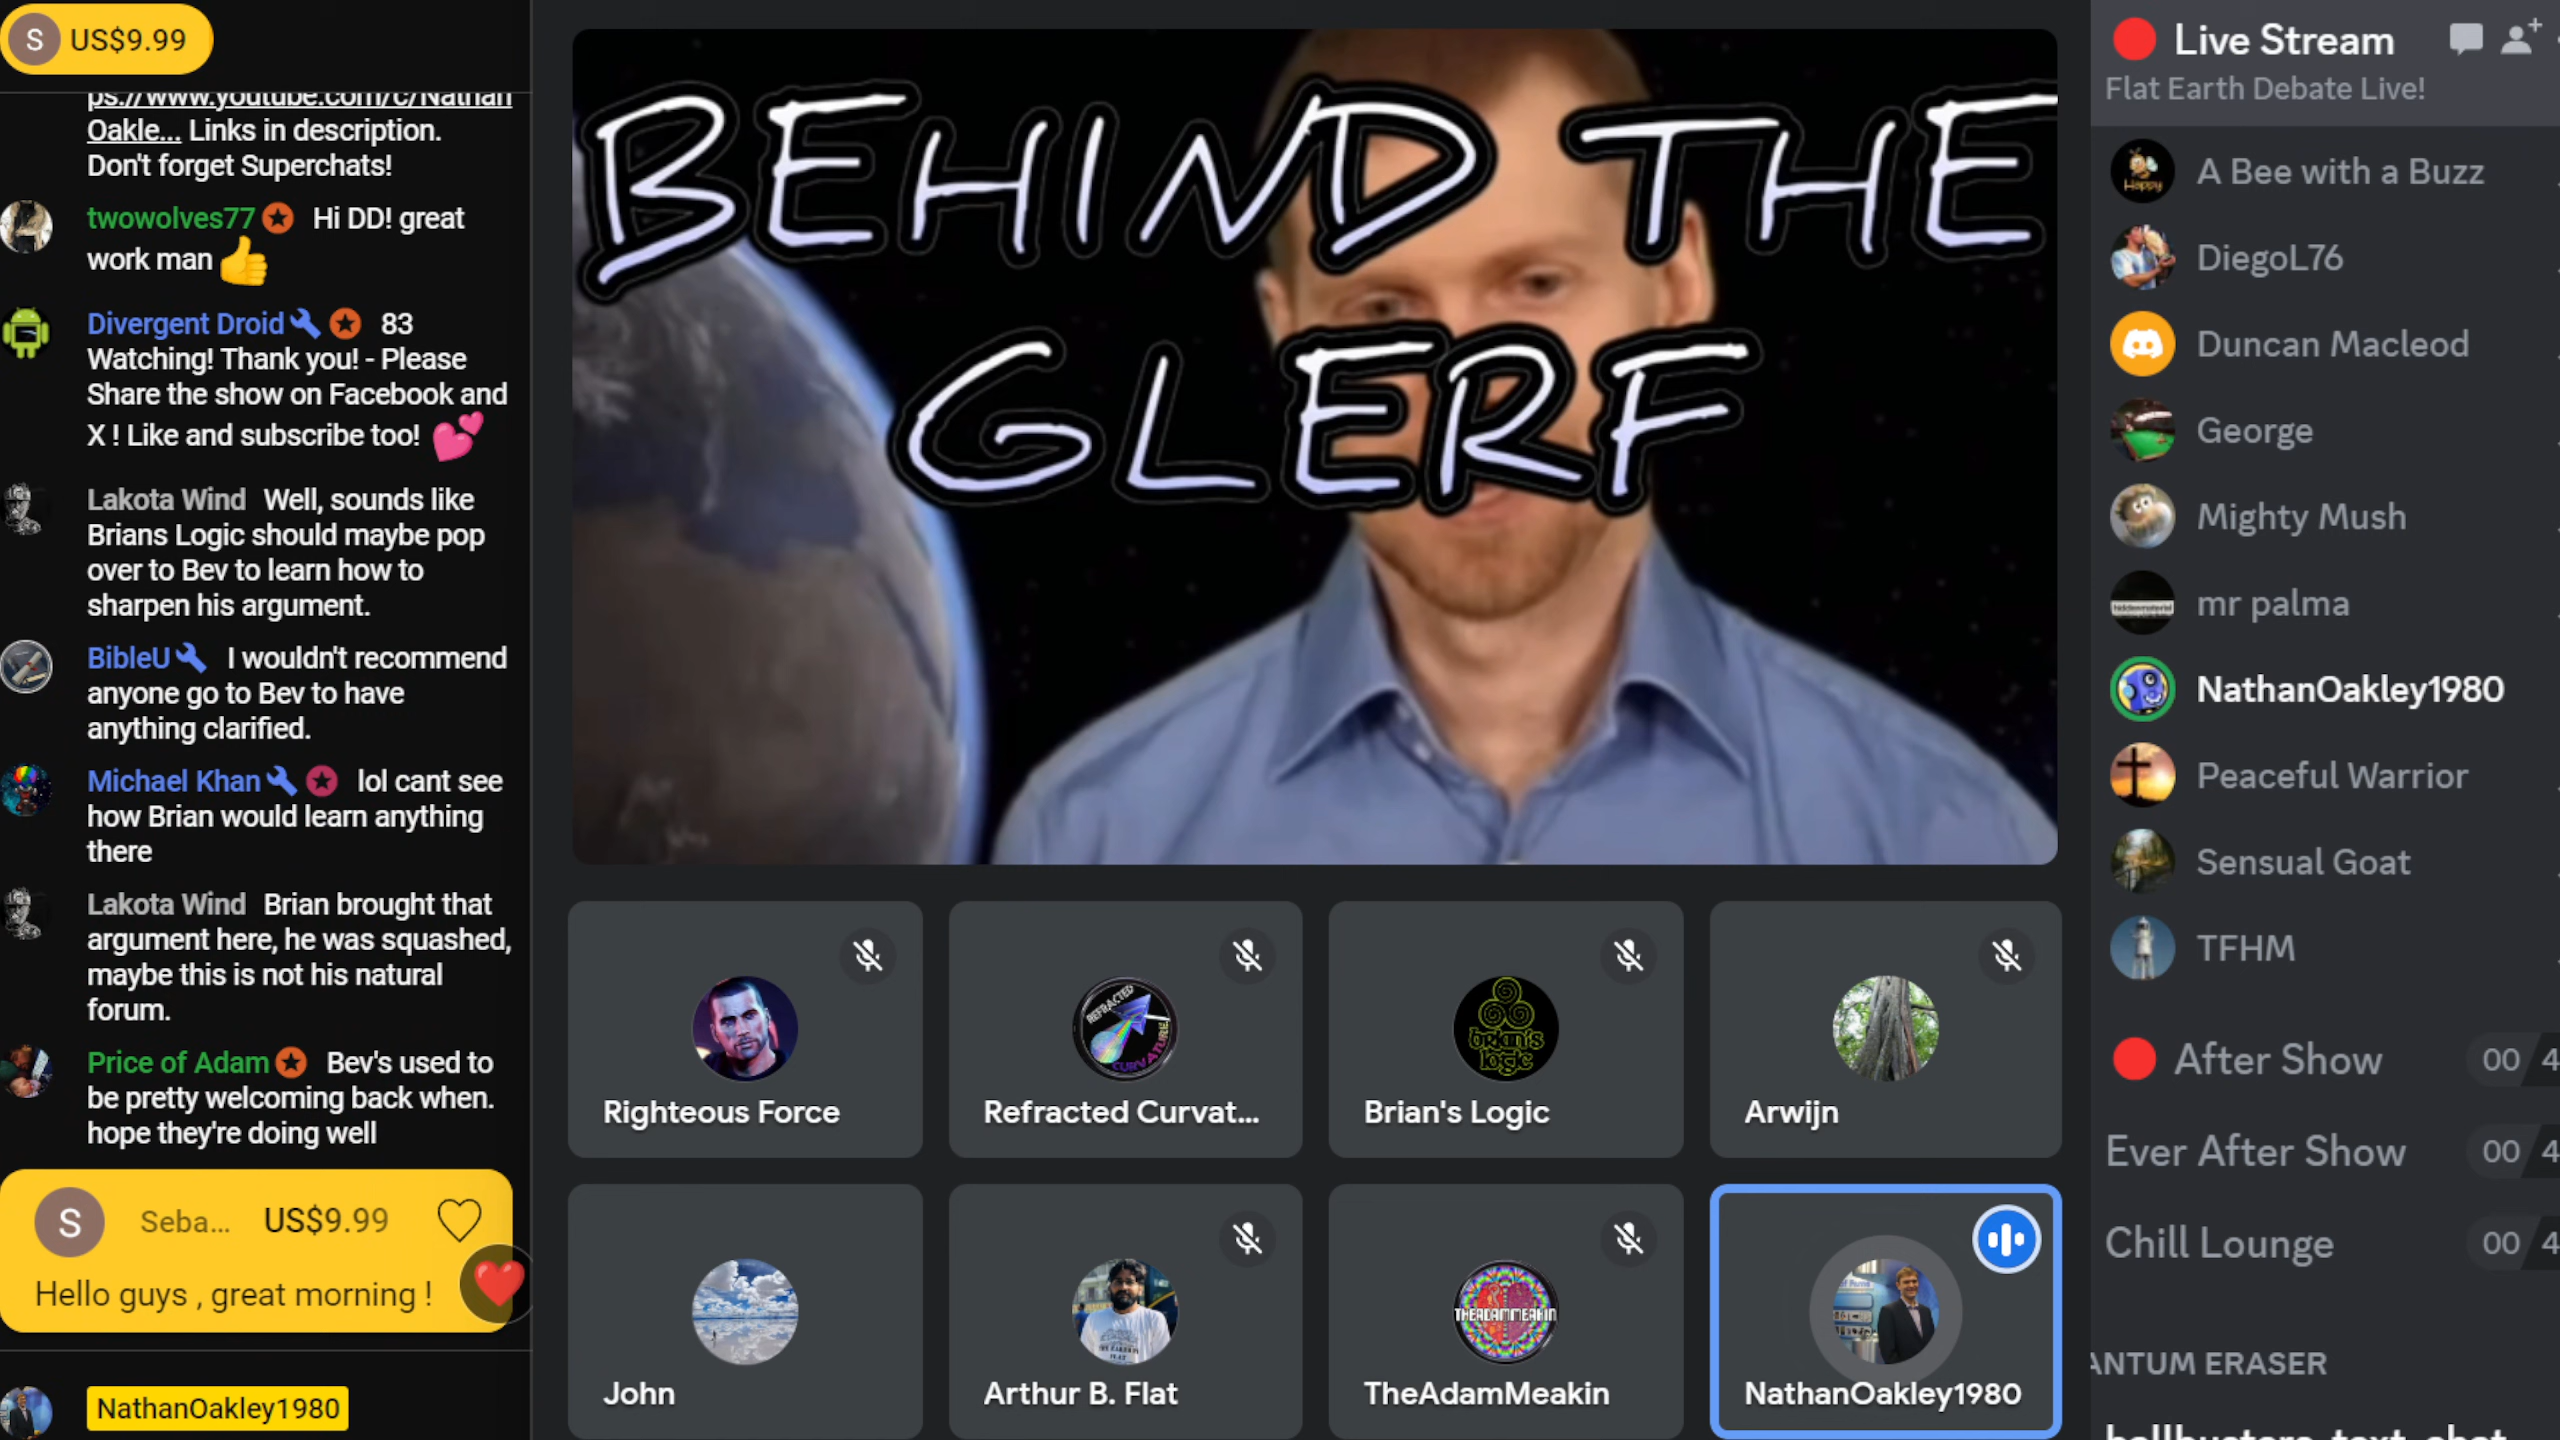 S US$9.99
ps://www.youtube.com/c/Nathan
Oakle... Links in description.
Don't forget Superchats!
twowolves77 Hi DD! great
work man
Divergent Droid 83
Watching! Thank you! - Please
Share the show on Facebook and
X ! Like and subscribe too!
Lakota Wind Well, sounds like
Brians Logic should maybe pop
over to Bev to learn how to
sharpen his argument.
BibleU I wouldn't recommend
anyone go to Bev to have
anything clarified.
Michael Khan lol cant see
how Brian would learn anything
there
Lakota Wind Brian brought that
argument here, he was squashed,
maybe this is not his natural
forum.
Price of Adam Bev's used to
be pretty welcoming back when.
hope they're doing well
S Seba... US$9.99
Hello guys , great morning !
NathanOakley1980
BEHIND THE
GLERF
REFRACTED
CURVATURE
brian's
logic
Righteous Force
Refracted Curvat...
Brian's Logic
Arwijn
THEADAMMEAKIN
John
Arthur B. Flat
TheAdamMeakin
NathanOakley1980
Live Stream
Flat Earth Debate Live!
Happy
A Bee with a Buzz
DiegoL76
Duncan Macleod
George
Mighty Mush
mr palma
NathanOakley1980
Peaceful Warrior
Sensual Goat
TFHM
After Show 00 4
Ever After Show 00 4
Chill Lounge 00 4
ANTUM ERASER